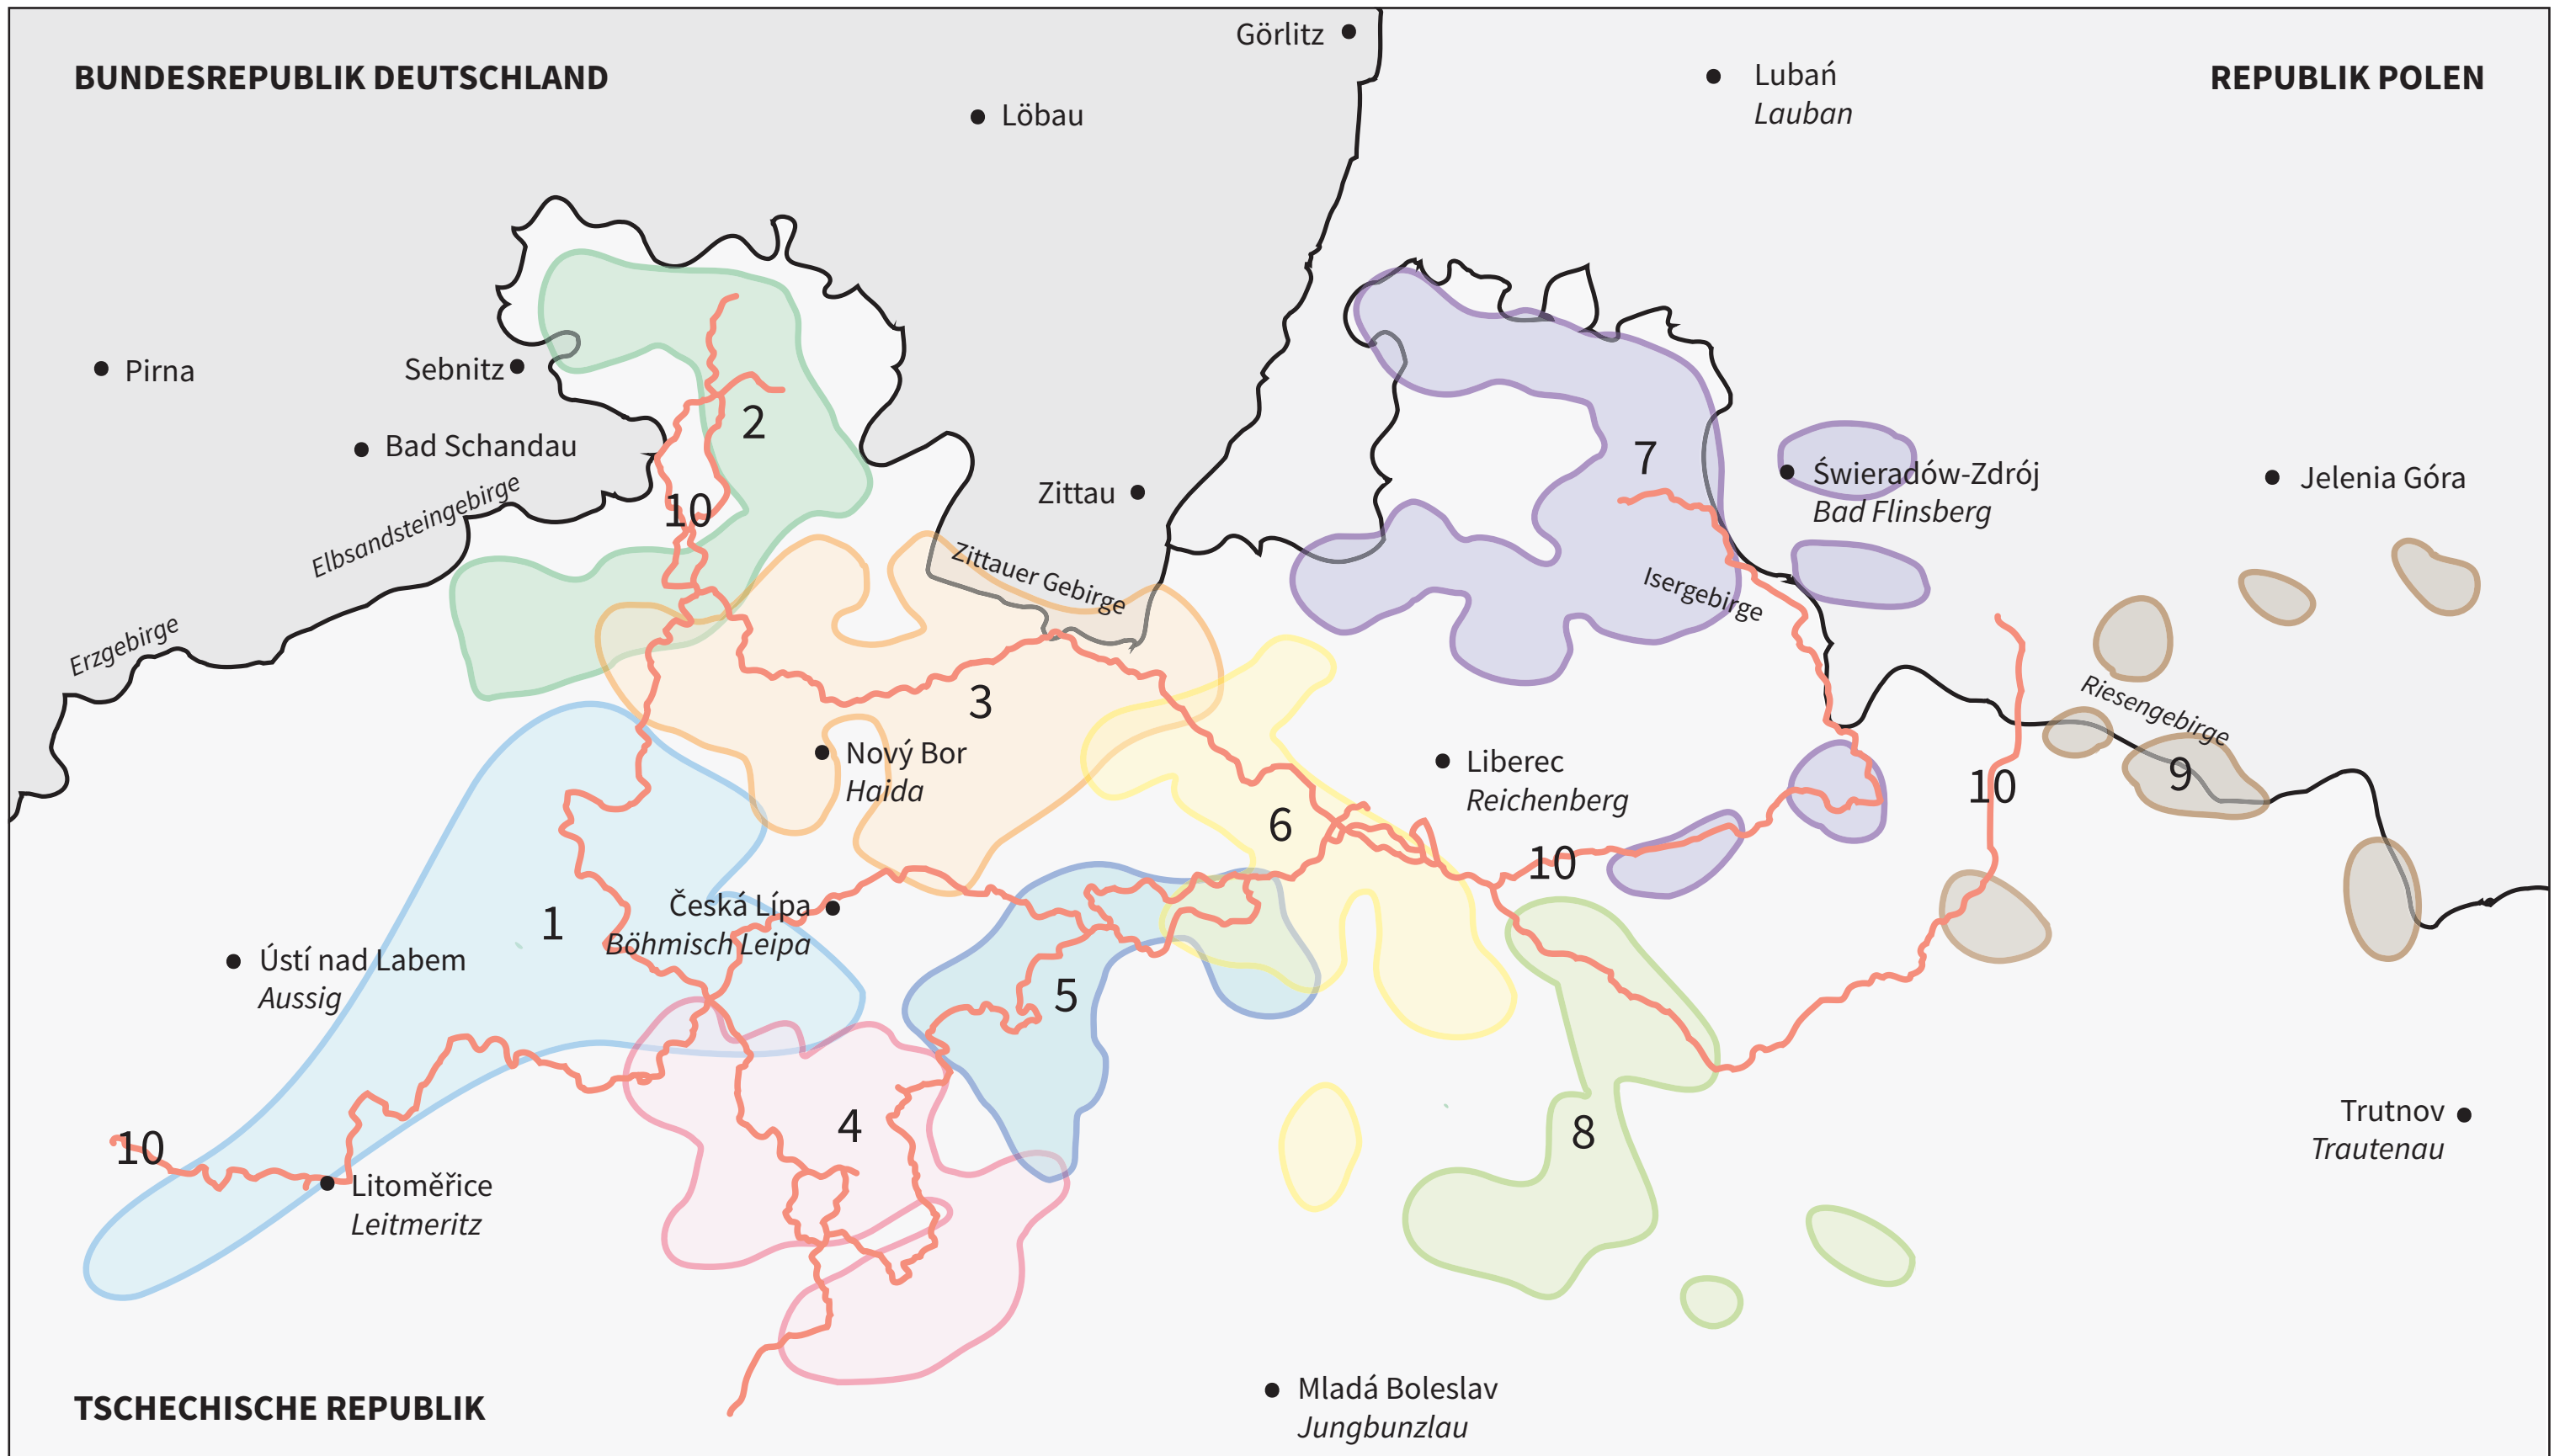 Görlitz
BUNDESREPUBLIK DEUTSCHLAND
Lubań
Lauban
REPUBLIK POLEN
Löbau
Pirna
Sebnitz
2
Bad Schandau
7
Świeradów-Zdrój
Bad Flinsberg
Jelenia Góra
Zittau
10
Elbsandsteingebirge
Zittauer Gebirge
Isergebirge
Erzgebirge
3
Riesengebirge
Nový Bor
Haida
Liberec
Reichenberg
10
9
6
10
1
Česká Lípa
Böhmisch Leipa
Ústí nad Labem
Aussig
5
4
8
Trutnov
Trautenau
10
Litoměřice
Leitmeritz
Mladá Boleslav
Jungbunzlau
TSCHECHISCHE REPUBLIK